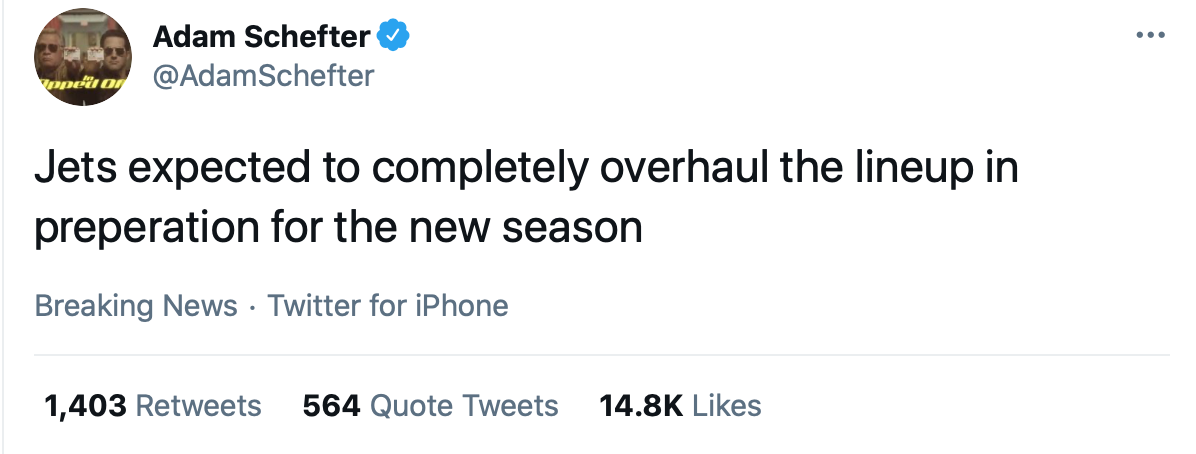 Adam Schefter
@AdamSchefter
Jets expected to completely overhaul the lineup in
preperation for the new season
Breaking News · Twitter for iPhone
1,403 Retweets 564 Quote Tweets 14.8K Likes